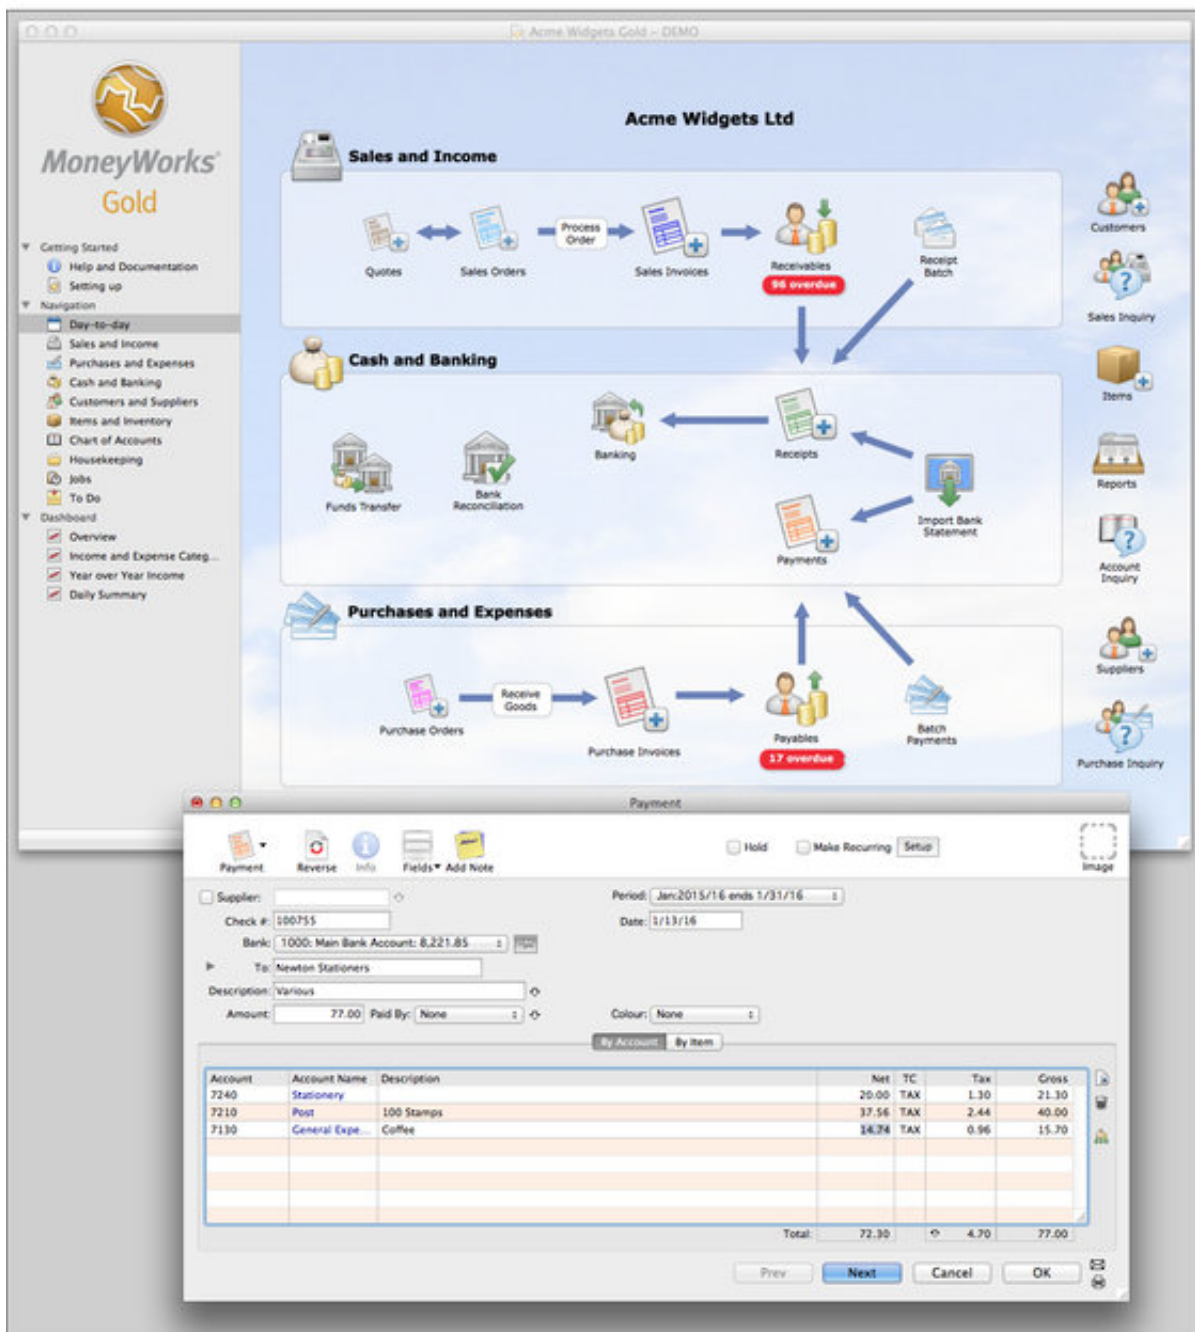 Acme Widgets Gold - DEMO
MoneyWorks
Gold
Getting Started
Help and Documentation
Setting up
Navigation
Day-to-day
Sales and Income
Purchases and Expenses
Cash and Banking
Customers and Suppliers
Items and Inventory
Chart of Accounts
Housekeeping
Jobs
To Do
Dashboard
Overview
Income and Expense Categ...
Year over Year Income
Daily Summary
Acme Widgets Ltd
Sales and Income
Quotes
Sales Orders
Process
Order
Sales Invoices
Receivables
96 overdue
Receipt
Batch
Cash and Banking
Funds Transfer
Bank
Reconciliation
Banking
Receipts
Payments
Import Bank
Statement
Purchases and Expenses
Purchase Orders
Receive
Goods
Purchase Invoices
Payables
17 overdue
Batch
Payments
Customers
Sales Inquiry
Items
Reports
Account
Inquiry
Suppliers
Purchase Inquiry
Payment
Payment Reverse Info Fields Add Note Hold Make Recurring Setup Image
Supplier: Period: Jan:2015/16 ends 1/31/16
Check #: 100755 Date: 1/13/16
Bank: 1000: Main Bank Account: 8,221.85
To: Newton Stationers
Description: Various
Amount: 77.00 Paid By: None Colour: None
By Account By Item
Account Account Name Description Net TC Tax Gross
7240 Stationery 20.00 TAX 1.30 21.30
7210 Post 100 Stamps 37.56 TAX 2.44 40.00
7130 General Expe... Coffee 14.74 TAX 0.96 15.70
Total: 72.30 4.70 77.00
Prev Next Cancel OK